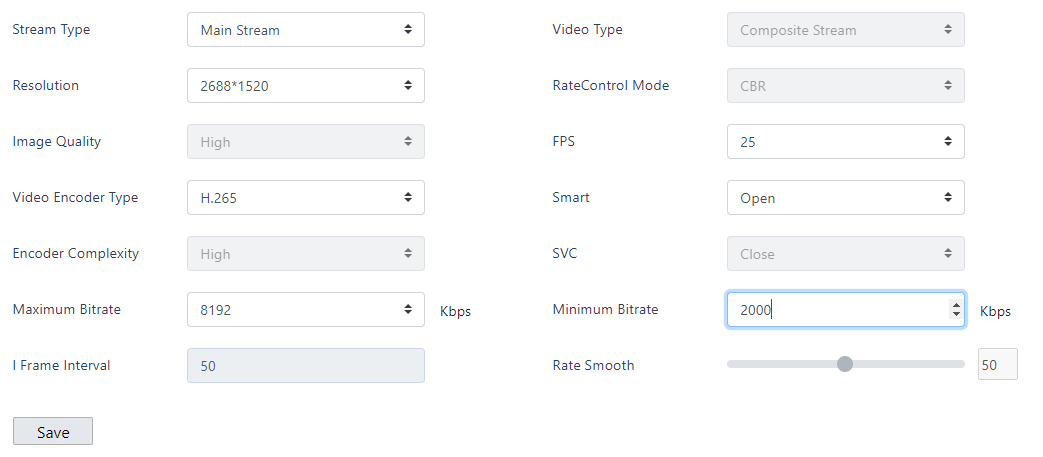 Stream Type Main Stream Video Type Composite Stream
Resolution 2688*1520 RateControl Mode CBR
Image Quality High FPS 25
Video Encoder Type H.265 Smart Open
Encoder Complexity High SVC Close
Maximum Bitrate 8192 Kbps Minimum Bitrate 2000 Kbps
I Frame Interval 50 Rate Smooth 50
Save